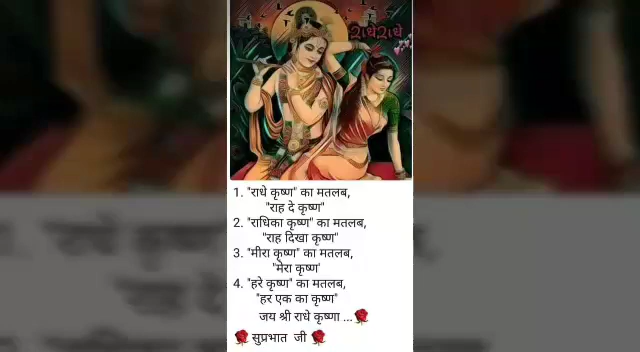 રાધેરાધે
1. "राधे कृष्ण" का मतलब,
"राह दे कृष्ण"
2. "राधिका कृष्ण" का मतलब,
"राह दिखा कृष्ण"
3. "मीरा कृष्ण" का मतलब,
"मेरा कृष्ण'
4. "हरे कृष्ण" का मतलब,
"हर एक का कृष्ण"
जय श्री राधे कृष्णा ...🌹
🌹 सुप्रभात जी 🌹